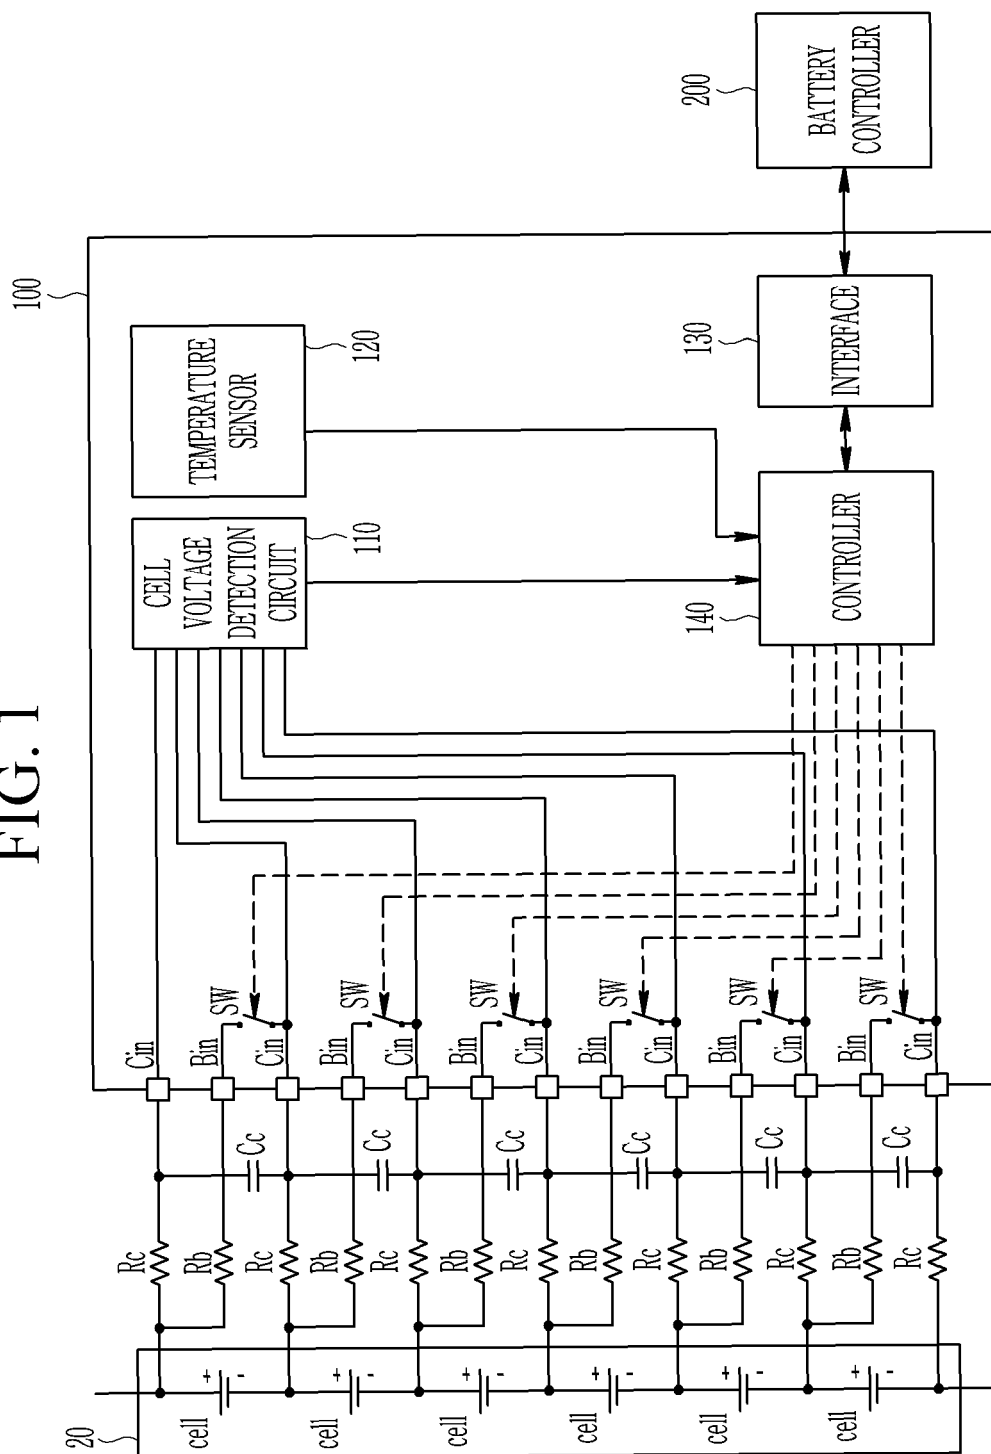 FIG. 1
100
200
BATTERY
CONTROLLER
TEMPERATURE
SENSOR
120
130
INTERFACE
CELL
VOLTAGE
DETECTION
CIRCUIT
110
140
CONTROLLER
Cin
Bin
SW
Cin
Bin
SW
Cin
Bin
SW
Cin
Bin
SW
Cin
Bin
SW
Cin
Bin
SW
Cin
Cc
Cc
Cc
Cc
Cc
Cc
Rc
Rb
Rc
Rb
Rc
Rb
Rc
Rb
Rc
Rb
Rc
Rb
Rc
20
+ -
+ -
+ -
+ -
+ -
+ -
cell
cell
cell
cell
cell
cell